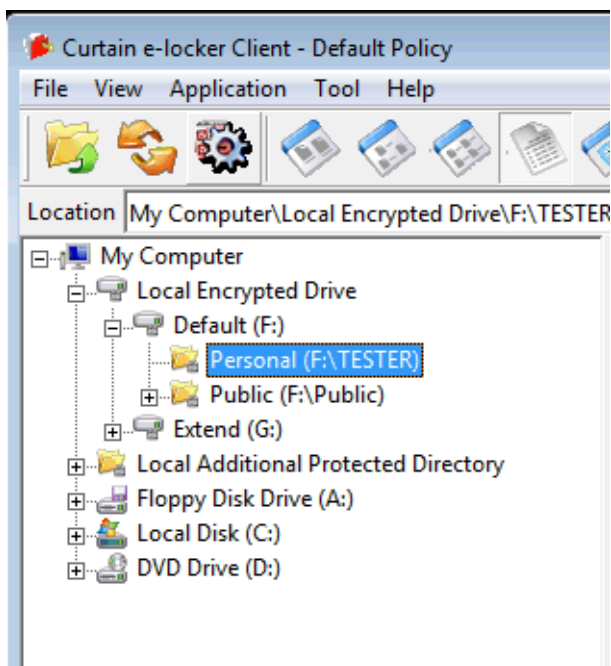 Curtain e-locker Client - Default Policy
File View Application Tool Help
Location My Computer\Local Encrypted Drive\F:\TESTER
My Computer
Local Encrypted Drive
Default (F:)
Personal (F:\TESTER)
Public (F:\Public)
Extend (G:)
Local Additional Protected Directory
Floppy Disk Drive (A:)
Local Disk (C:)
DVD Drive (D:)